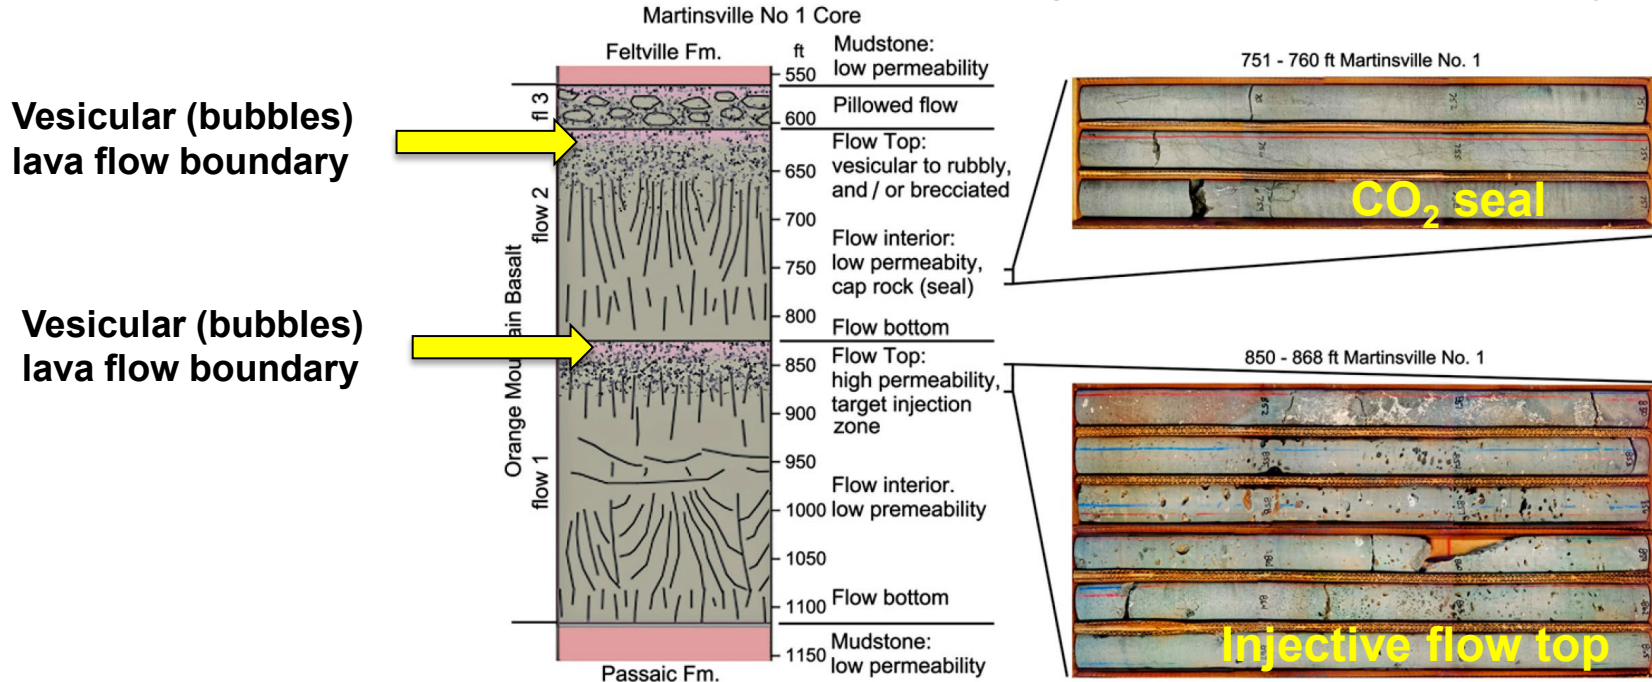 Martinsville No 1 Core
Feltville Fm.
ft
550
600
650
700
750
800
850
900
950
1000
1050
1100
1150
Mudstone:
low permeability
Pillowed flow
Flow Top:
vesicular to rubbly,
and / or brecciated
Flow interior:
low permeabity,
cap rock (seal)
Flow bottom
Flow Top:
high permeability,
target injection
zone
Flow interior.
low premeability
Flow bottom
Mudstone:
low permeability
Passaic Fm.
fl 3
flow 2
flow 1
Orange Mountain Basalt
Vesicular (bubbles)
lava flow boundary
Vesicular (bubbles)
lava flow boundary
751 - 760 ft Martinsville No. 1
CO₂ seal
850 - 868 ft Martinsville No. 1
Injective flow top